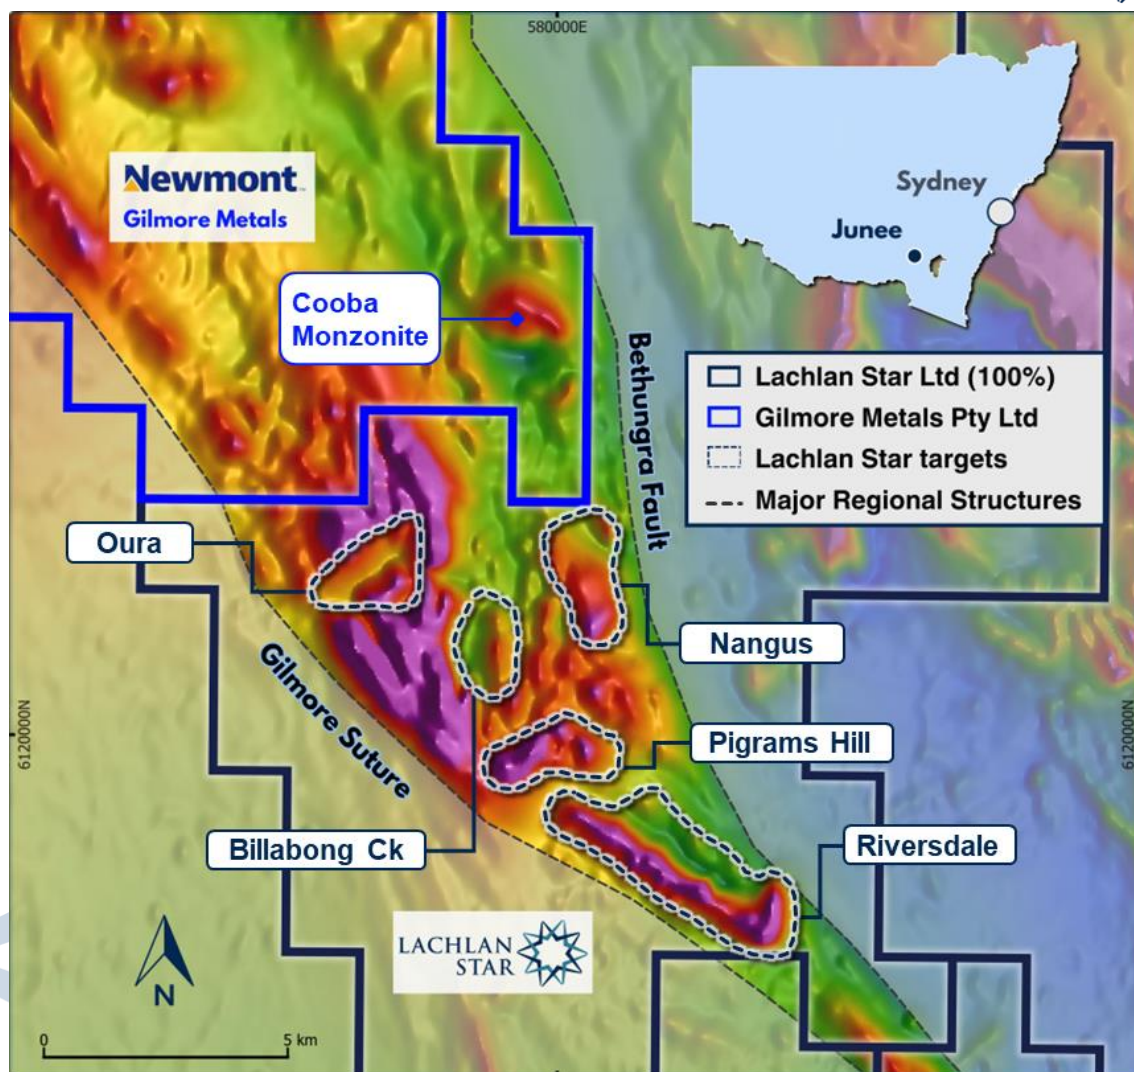 580000E
Newmont™
Gilmore Metals
Sydney
Junee
Cooba
Monzonite
Bethungra Fault
Lachlan Star Ltd (100%)
Gilmore Metals Pty Ltd
Lachlan Star targets
Major Regional Structures
Oura
Nangus
Gilmore Suture
6120000N
6120000N
Pigrams Hill
Billabong Ck
Riversdale
LACHLAN
STAR
N
0
5 km